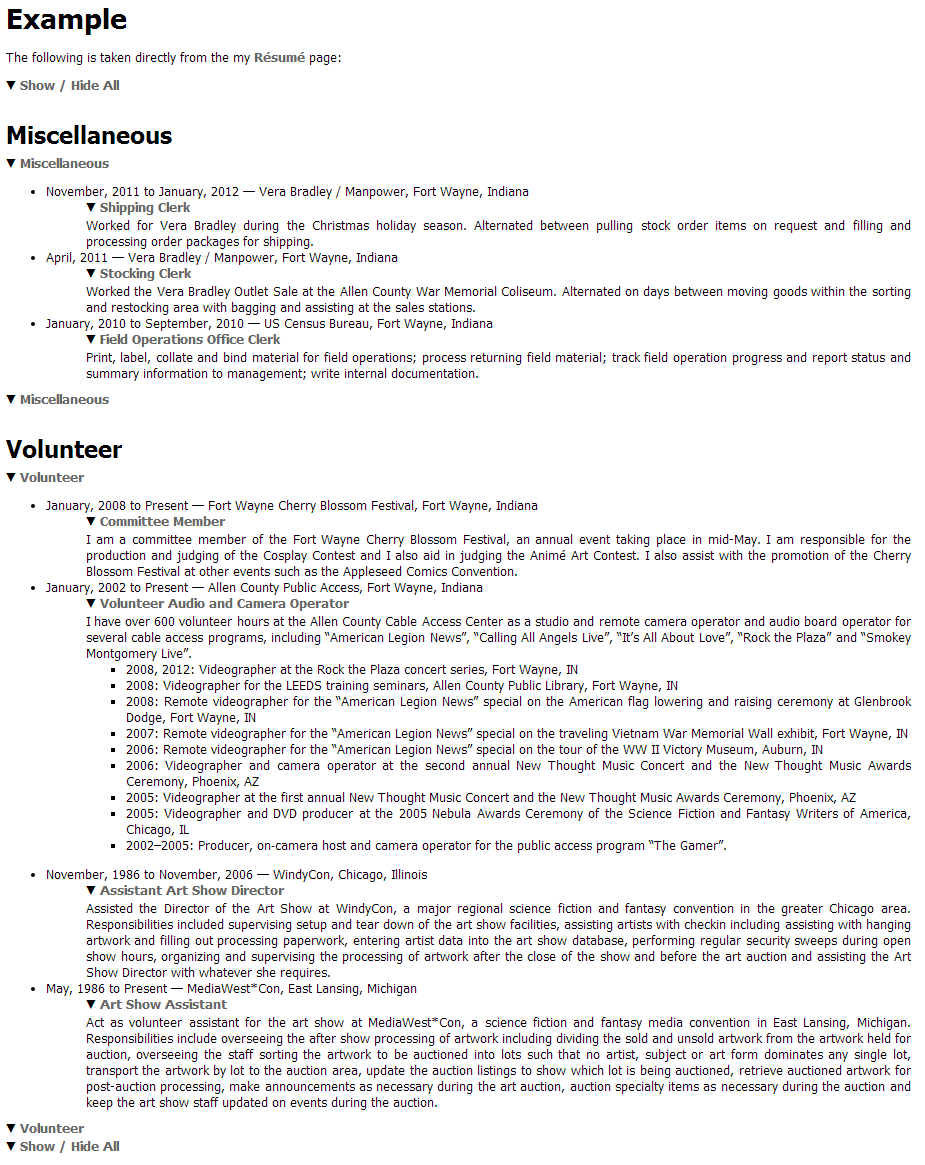 Example
The following is taken directly from the my Résumé page:
▼ Show / Hide All
Miscellaneous
▼ Miscellaneous
• November, 2011 to January, 2012 — Vera Bradley / Manpower, Fort Wayne, Indiana
▼ Shipping Clerk
Worked for Vera Bradley during the Christmas holiday season. Alternated between pulling stock order items on request and filling and
processing order packages for shipping.
• April, 2011 — Vera Bradley / Manpower, Fort Wayne, Indiana
▼ Stocking Clerk
Worked the Vera Bradley Outlet Sale at the Allen County War Memorial Coliseum. Alternated on days between moving goods within the sorting
and restocking area with bagging and assisting at the sales stations.
• January, 2010 to September, 2010 — US Census Bureau, Fort Wayne, Indiana
▼ Field Operations Office Clerk
Print, label, collate and bind material for field operations; process returning field material; track field operation progress and report status and
summary information to management; write internal documentation.
▼ Miscellaneous
Volunteer
▼ Volunteer
• January, 2008 to Present — Fort Wayne Cherry Blossom Festival, Fort Wayne, Indiana
▼ Committee Member
I am a committee member of the Fort Wayne Cherry Blossom Festival, an annual event taking place in mid-May. I am responsible for the
production and judging of the Cosplay Contest and I also aid in judging the Animé Art Contest. I also assist with the promotion of the Cherry
Blossom Festival at other events such as the Appleseed Comics Convention.
• January, 2002 to Present — Allen County Public Access, Fort Wayne, Indiana
▼ Volunteer Audio and Camera Operator
I have over 600 volunteer hours at the Allen County Cable Access Center as a studio and remote camera operator and audio board operator for
several cable access programs, including “American Legion News”, “Calling All Angels Live”, “It’s All About Love”, “Rock the Plaza” and “Smokey
Montgomery Live”.
▪ 2008, 2012: Videographer at the Rock the Plaza concert series, Fort Wayne, IN
▪ 2008: Videographer for the LEEDS training seminars, Allen County Public Library, Fort Wayne, IN
▪ 2008: Remote videographer for the “American Legion News” special on the American flag lowering and raising ceremony at Glenbrook
Dodge, Fort Wayne, IN
▪ 2007: Remote videographer for the “American Legion News” special on the traveling Vietnam War Memorial Wall exhibit, Fort Wayne, IN
▪ 2006: Remote videographer for the “American Legion News” special on the tour of the WW II Victory Museum, Auburn, IN
▪ 2006: Videographer and camera operator at the second annual New Thought Music Concert and the New Thought Music Awards
Ceremony, Phoenix, AZ
▪ 2005: Videographer at the first annual New Thought Music Concert and the New Thought Music Awards Ceremony, Phoenix, AZ
▪ 2005: Videographer and DVD producer at the 2005 Nebula Awards Ceremony of the Science Fiction and Fantasy Writers of America,
Chicago, IL
▪ 2002–2005: Producer, on-camera host and camera operator for the public access program “The Gamer”.
• November, 1986 to November, 2006 — WindyCon, Chicago, Illinois
▼ Assistant Art Show Director
Assisted the Director of the Art Show at WindyCon, a major regional science fiction and fantasy convention in the greater Chicago area.
Responsibilities included supervising setup and tear down of the art show facilities, assisting artists with checkin including assisting with hanging
artwork and filling out processing paperwork, entering artist data into the art show database, performing regular security sweeps during open
show hours, organizing and supervising the processing of artwork after the close of the show and before the art auction and assisting the Art
Show Director with whatever she requires.
• May, 1986 to Present — MediaWest*Con, East Lansing, Michigan
▼ Art Show Assistant
Act as volunteer assistant for the art show at MediaWest*Con, a science fiction and fantasy media convention in East Lansing, Michigan.
Responsibilities include overseeing the after show processing of artwork including dividing the sold and unsold artwork from the artwork held for
auction, overseeing the staff sorting the artwork to be auctioned into lots such that no artist, subject or art form dominates any single lot,
transport the artwork by lot to the auction area, update the auction listings to show which lot is being auctioned, retrieve auctioned artwork for
post-auction processing, make announcements as necessary during the art auction, auction specialty items as necessary during the auction and
keep the art show staff updated on events during the auction.
▼ Volunteer
▼ Show / Hide All